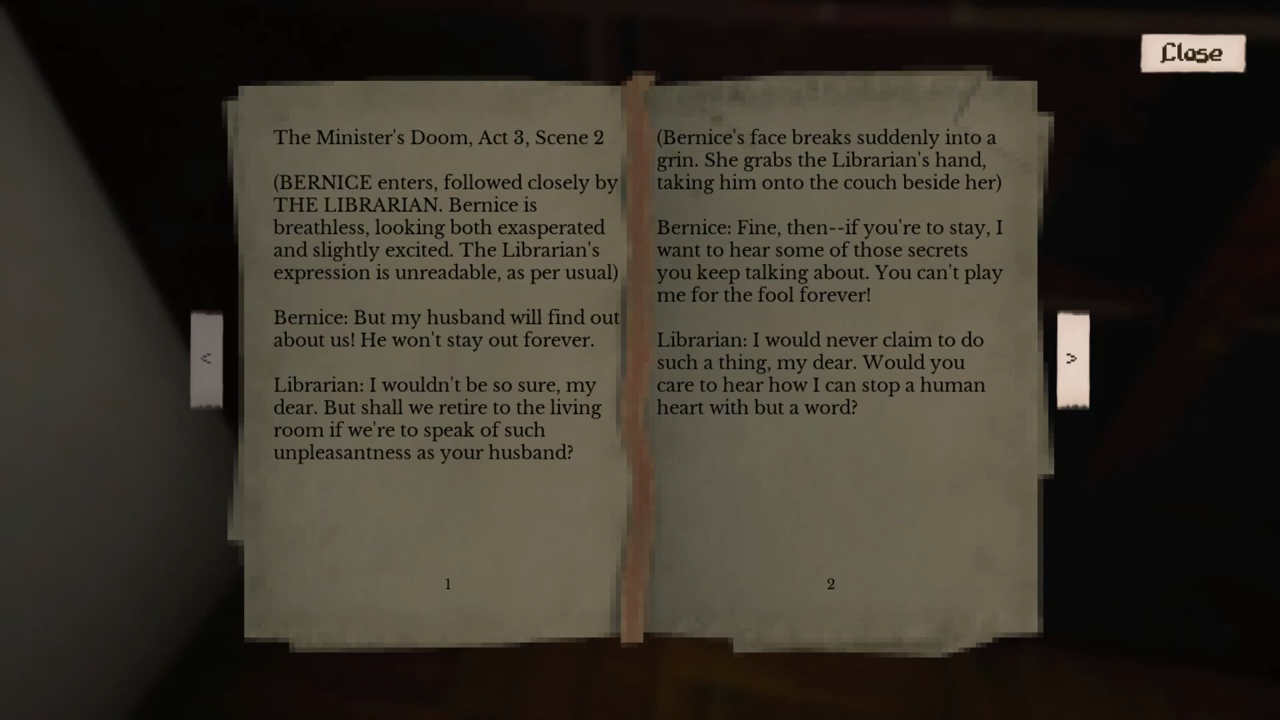 Close
The Minister's Doom, Act 3, Scene 2
(BERNICE enters, followed closely by
THE LIBRARIAN. Bernice is
breathless, looking both exasperated
and slightly excited. The Librarian's
expression is unreadable, as per usual)
Bernice: But my husband will find out
about us! He won't stay out forever.
Librarian: I wouldn't be so sure, my
dear. But shall we retire to the living
room if we're to speak of such
unpleasantness as your husband?
1
(Bernice's face breaks suddenly into a
grin. She grabs the Librarian's hand,
taking him onto the couch beside her)
Bernice: Fine, then--if you're to stay, I
want to hear some of those secrets
you keep talking about. You can't play
me for the fool forever!
Librarian: I would never claim to do
such a thing, my dear. Would you
care to hear how I can stop a human
heart with but a word?
2
<
>